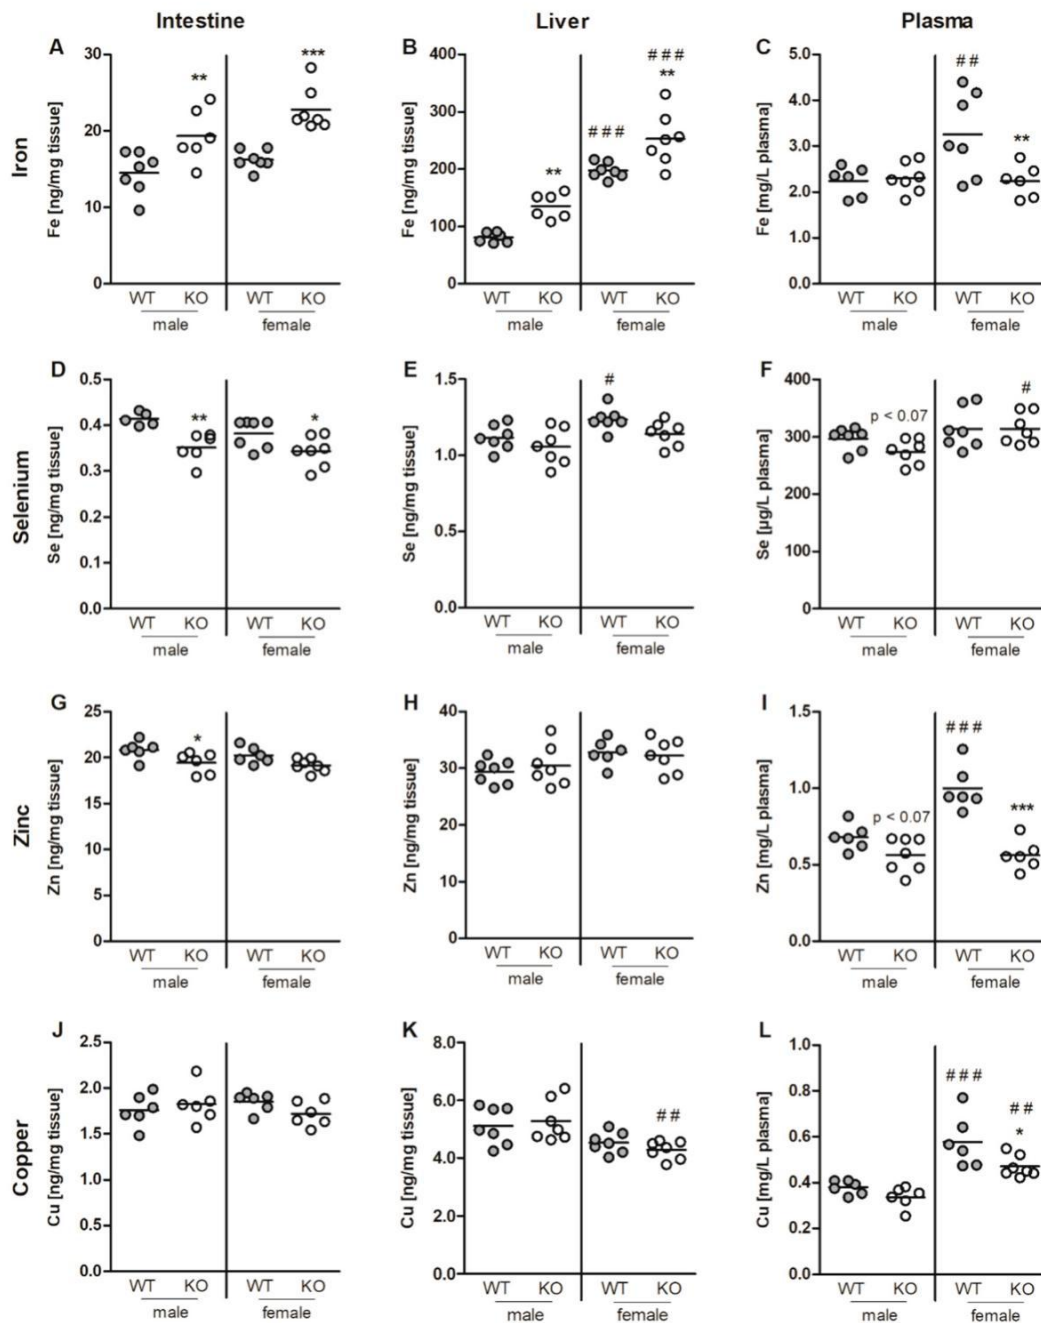 Intestine Liver Plasma
Iron
A
Fe [ng/mg tissue]
30
20
10
0
**
***
WT KO WT KO
male female
B
Fe [ng/mg tissue]
400
300
200
100
0
**
###
###
**
WT KO WT KO
male female
C
Fe [mg/L plasma]
5.0
4.0
3.0
2.0
1.0
0.0
##
**
WT KO WT KO
male female
Selenium
D
Se [ng/mg tissue]
0.5
0.4
0.3
0.2
0.1
0.0
**
*
WT KO WT KO
male female
E
Se [ng/mg tissue]
1.5
1.0
0.5
0.0
#
WT KO WT KO
male female
F
Se [µg/L plasma]
400
300
200
100
0
p < 0.07
#
WT KO WT KO
male female
Zinc
G
Zn [ng/mg tissue]
25
20
15
10
5
0
*
WT KO WT KO
male female
H
Zn [ng/mg tissue]
40
30
20
10
0
WT KO WT KO
male female
I
Zn [mg/L plasma]
1.5
1.0
0.5
0.0
p < 0.07
###
***
WT KO WT KO
male female
Copper
J
Cu [ng/mg tissue]
2.5
2.0
1.5
1.0
0.5
0.0
WT KO WT KO
male female
K
Cu [ng/mg tissue]
8.0
6.0
4.0
2.0
0.0
##
WT KO WT KO
male female
L
Cu [mg/L plasma]
1.0
0.8
0.6
0.4
0.2
0.0
###
##
*
WT KO WT KO
male female